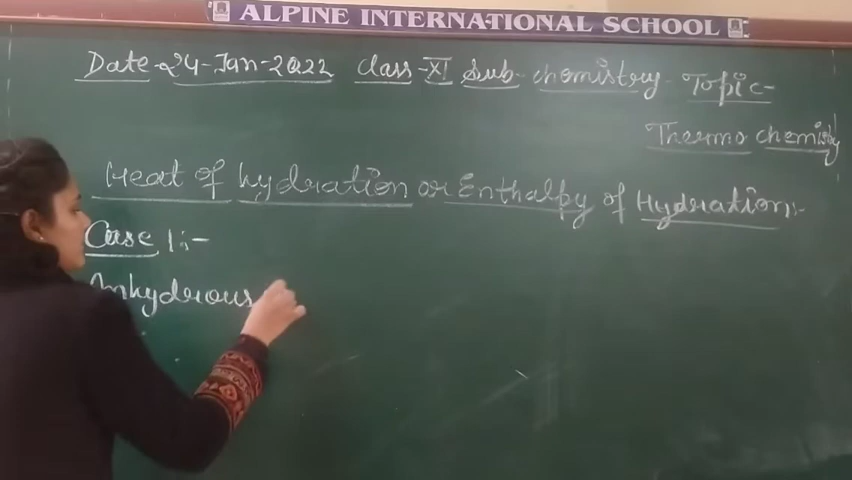 ALPINE INTERNATIONAL SCHOOL
Date-24-Jan-2022 Class-XI Sub-chemistry Topic-
Thermo chemistry
Heat of hydration or Enthalpy of Hydration:-
Case 1:-
Anhydrous